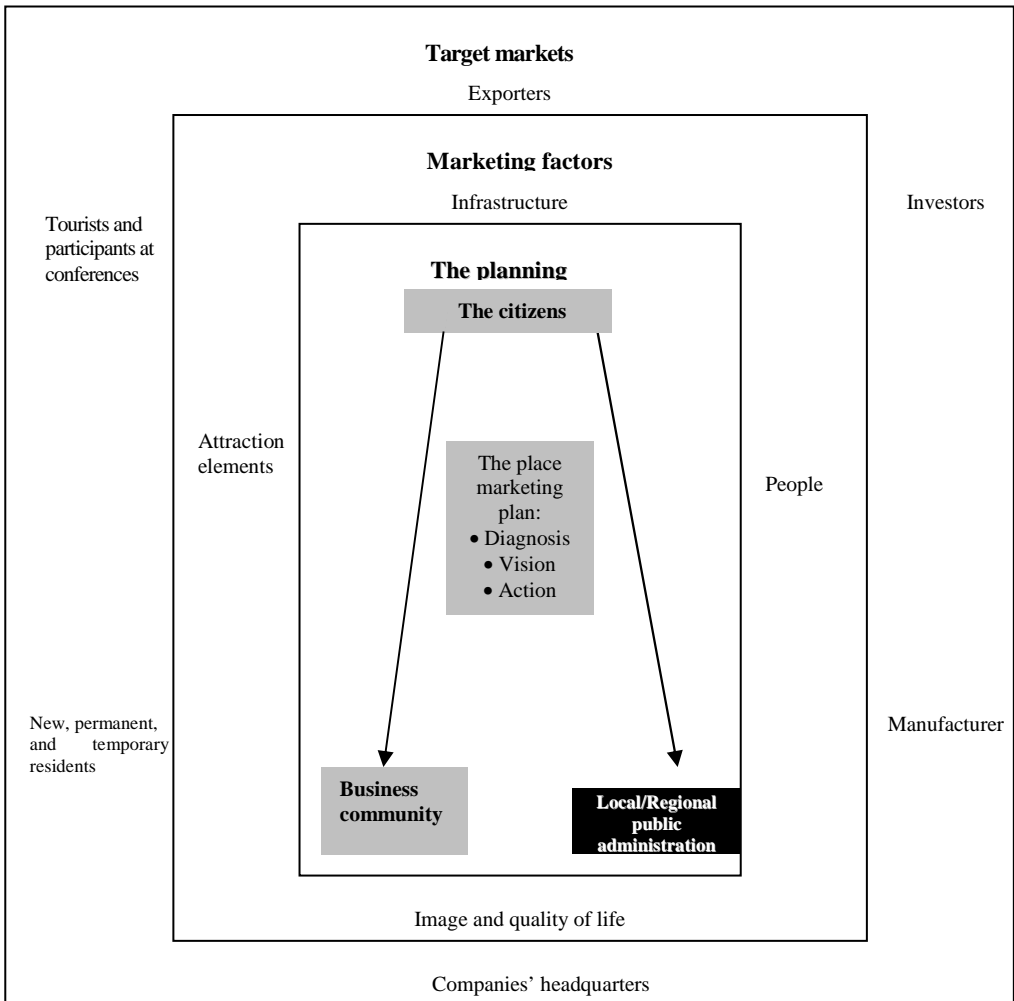 Target markets
Exporters
Marketing factors
Infrastructure
Investors
Tourists and
participants at
conferences
The planning
The citizens
Attraction
elements
The place
marketing
plan:
• Diagnosis
• Vision
• Action
People
New, permanent,
and temporary
residents
Manufacturer
Business
community
Local/Regional
public
administration
Image and quality of life
Companies’ headquarters